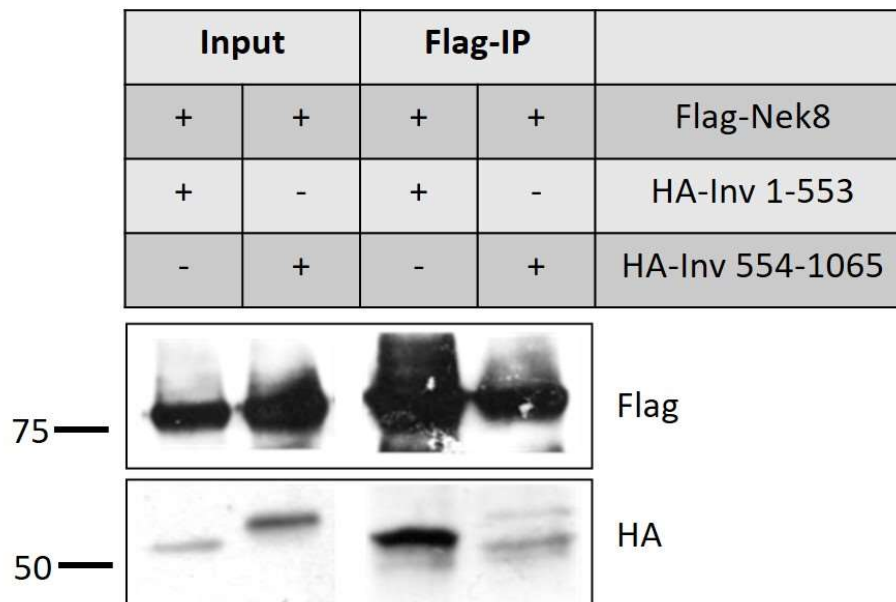 Input Flag-IP
+ + + + Flag-Nek8
+ - + - HA-Inv 1-553
- + - + HA-Inv 554-1065
Flag
75
HA
50